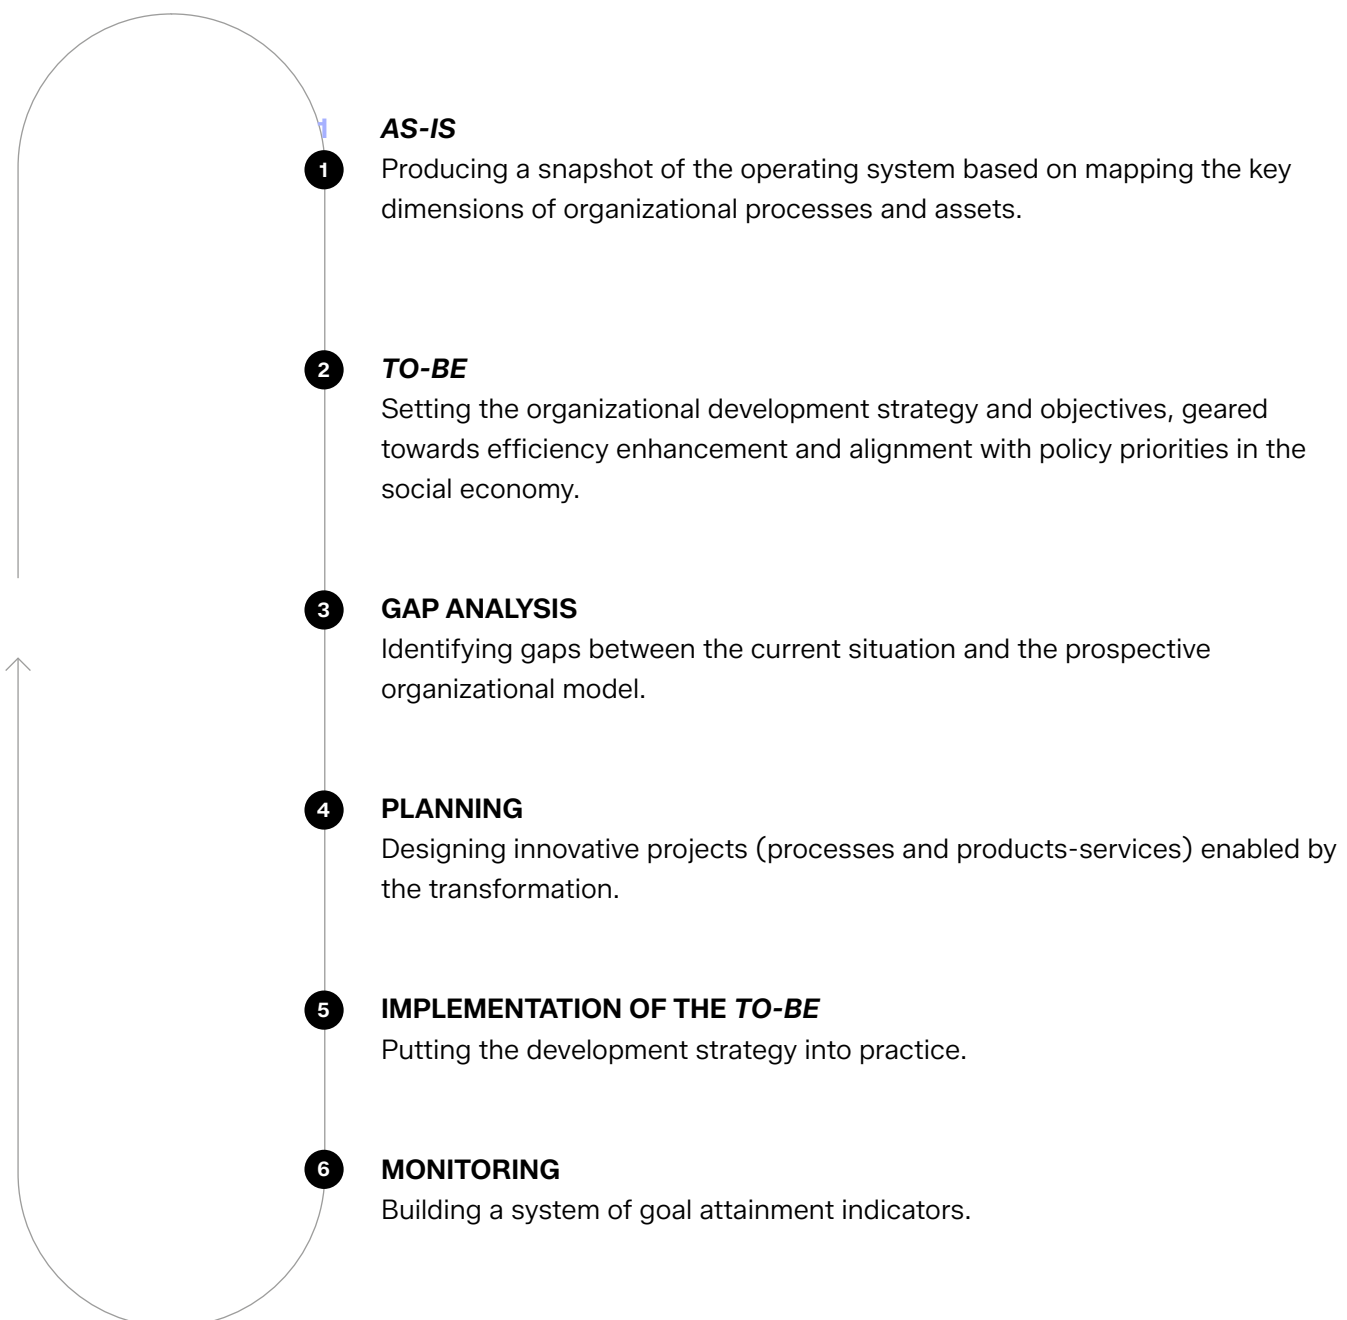 1
AS-IS
1
Producing a snapshot of the operating system based on mapping the key
dimensions of organizational processes and assets.
2
TO-BE
Setting the organizational development strategy and objectives, geared
towards efficiency enhancement and alignment with policy priorities in the
social economy.
3
GAP ANALYSIS
Identifying gaps between the current situation and the prospective
organizational model.
4
PLANNING
Designing innovative projects (processes and products-services) enabled by
the transformation.
5
IMPLEMENTATION OF THE TO-BE
Putting the development strategy into practice.
6
MONITORING
Building a system of goal attainment indicators.